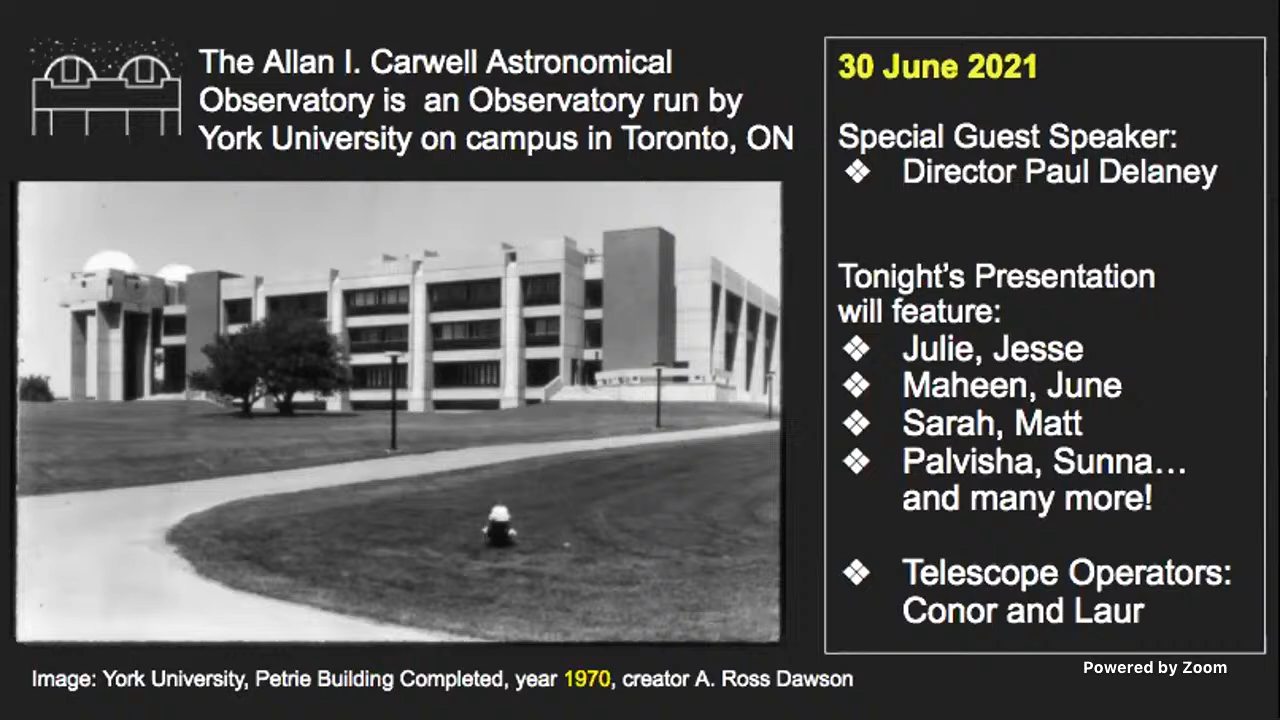 The Allan I. Carwell Astronomical
Observatory is an Observatory run by
York University on campus in Toronto, ON
30 June 2021
Special Guest Speaker:
❖ Director Paul Delaney
Tonight's Presentation
will feature:
❖ Julie, Jesse
❖ Maheen, June
❖ Sarah, Matt
❖ Palvisha, Sunna…
and many more!
❖ Telescope Operators:
Conor and Laur
Powered by Zoom
Image: York University, Petrie Building Completed, year 1970, creator A. Ross Dawson